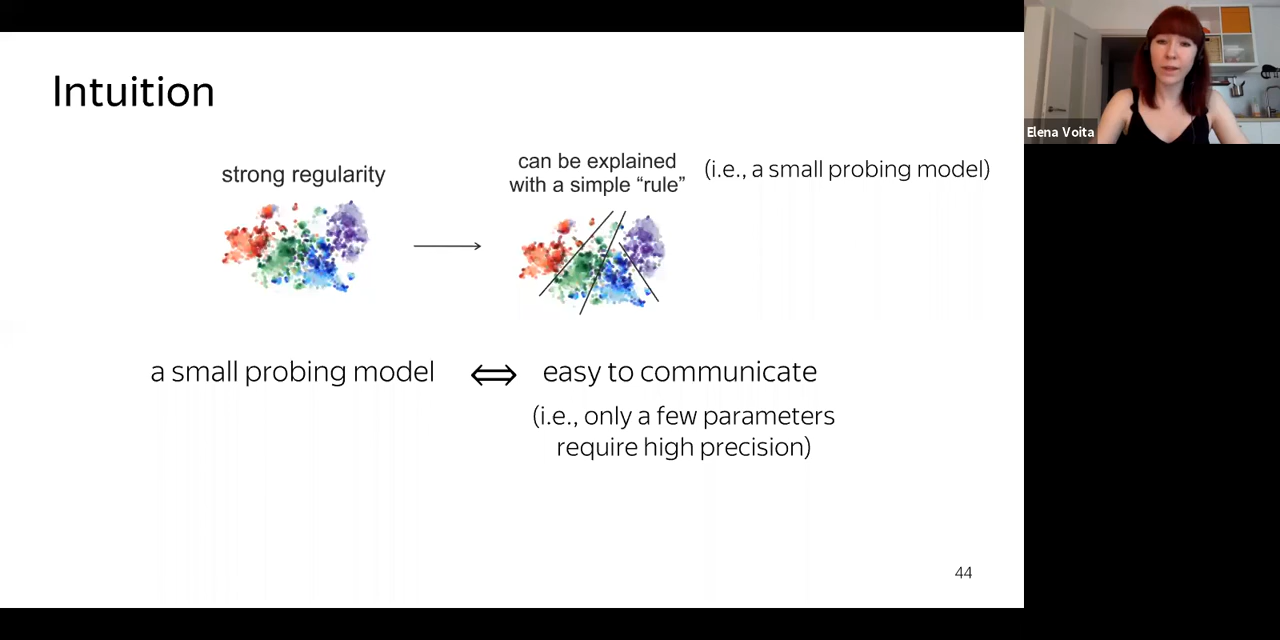 Intuition
strong regularity
can be explained
with a simple “rule”
(i.e., a small probing model)
a small probing model
easy to communicate
(i.e., only a few parameters
require high precision)
44
Elena Voita